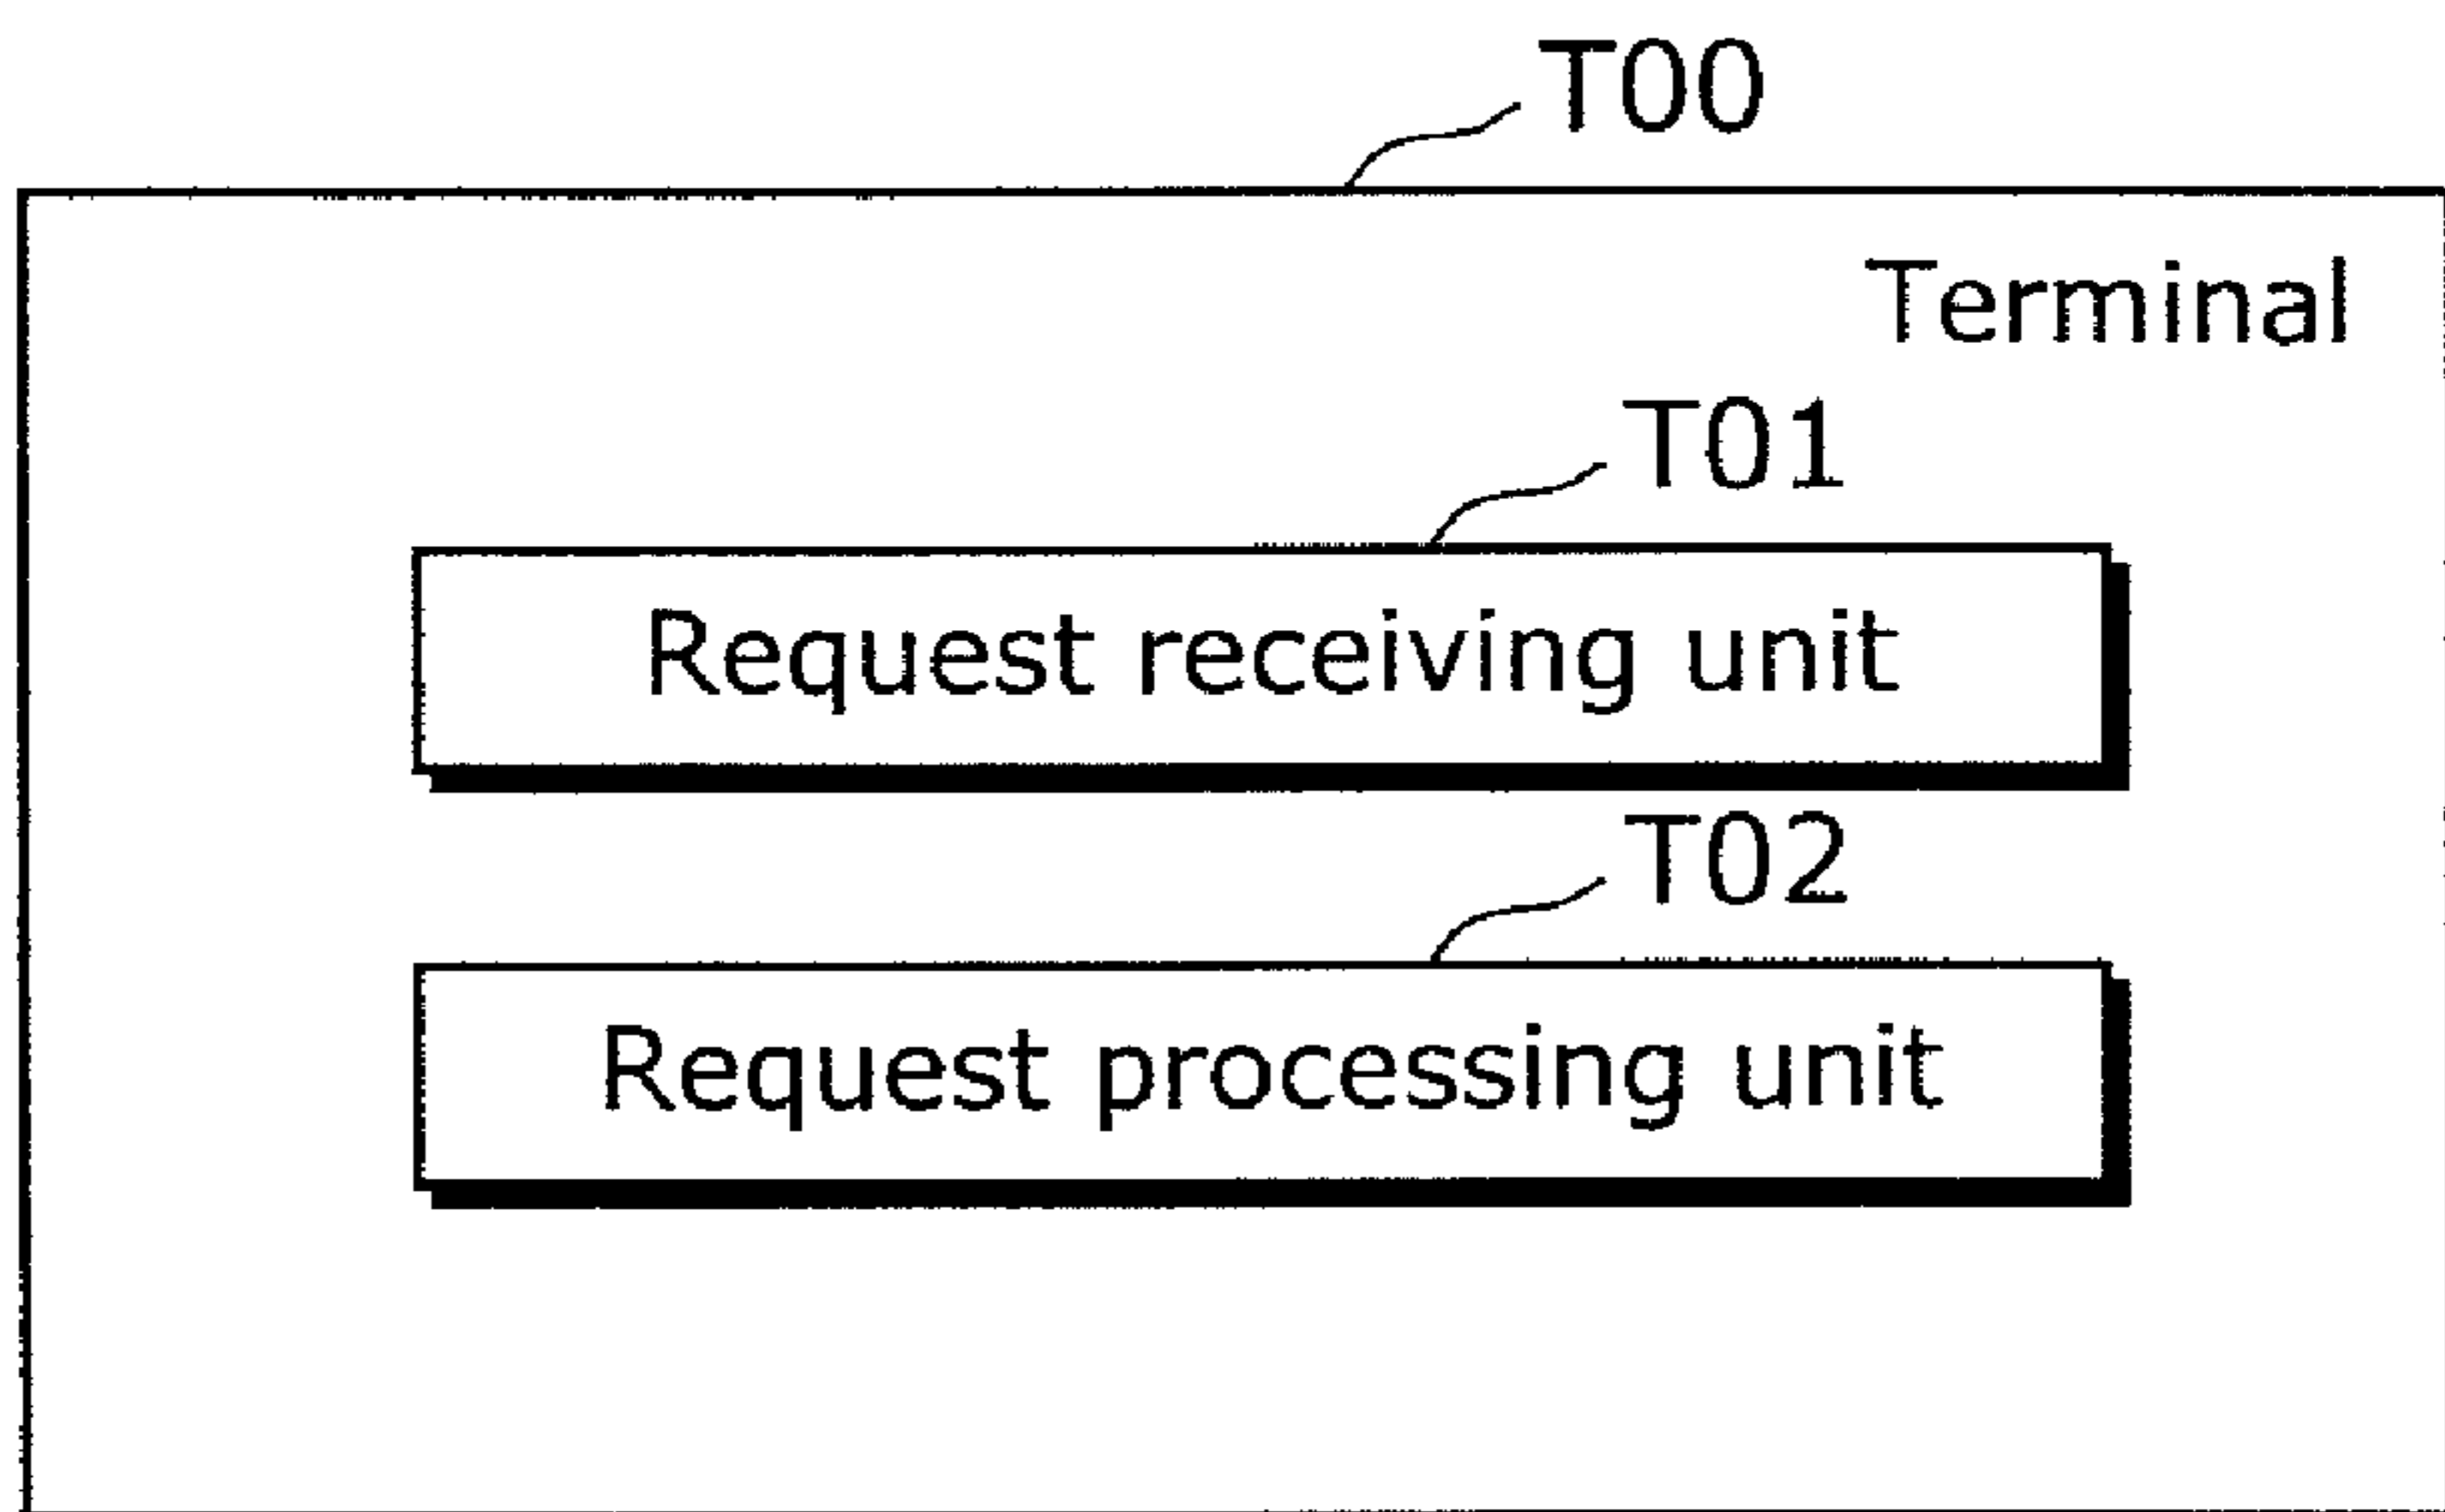 T00
Terminal
T01
Request receiving unit
T02
Request processing unit